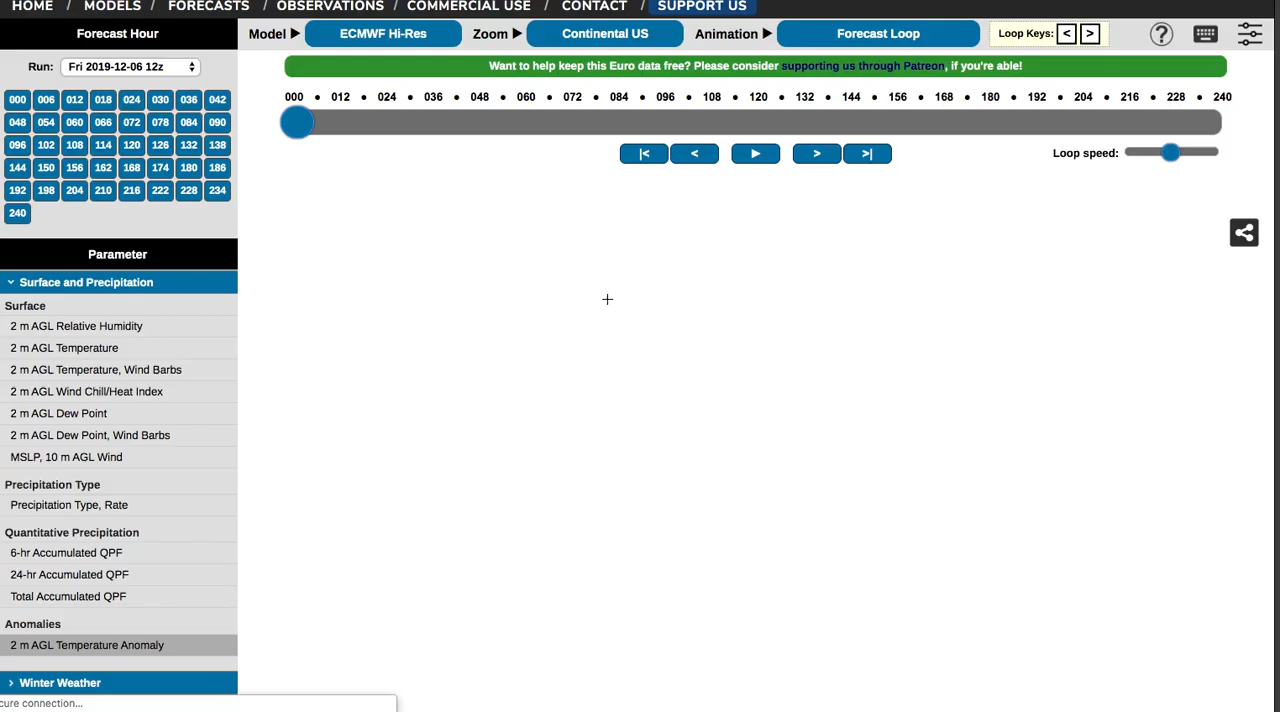 HOME / MODELS / FORECASTS / OBSERVATIONS / COMMERCIAL USE / CONTACT / SUPPORT US
Forecast Hour
Model ▶ ECMWF Hi-Res Zoom ▶ Continental US Animation ▶ Forecast Loop Loop Keys: < > ?
Run: Fri 2019-12-06 12z
Want to help keep this Euro data free? Please consider supporting us through Patreon, if you're able!
000 • 012 • 024 • 036 • 048 • 060 • 072 • 084 • 096 • 108 • 120 • 132 • 144 • 156 • 168 • 180 • 192 • 204 • 216 • 228 • 240
|< < ▶ > >| Loop speed:
000 006 012 018 024 030 036 042
048 054 060 066 072 078 084 090
096 102 108 114 120 126 132 138
144 150 156 162 168 174 180 186
192 198 204 210 216 222 228 234
240
Parameter
Surface and Precipitation
Surface
2 m AGL Relative Humidity
2 m AGL Temperature
2 m AGL Temperature, Wind Barbs
2 m AGL Wind Chill/Heat Index
2 m AGL Dew Point
2 m AGL Dew Point, Wind Barbs
MSLP, 10 m AGL Wind
Precipitation Type
Precipitation Type, Rate
Quantitative Precipitation
6-hr Accumulated QPF
24-hr Accumulated QPF
Total Accumulated QPF
Anomalies
2 m AGL Temperature Anomaly
Winter Weather
cure connection...